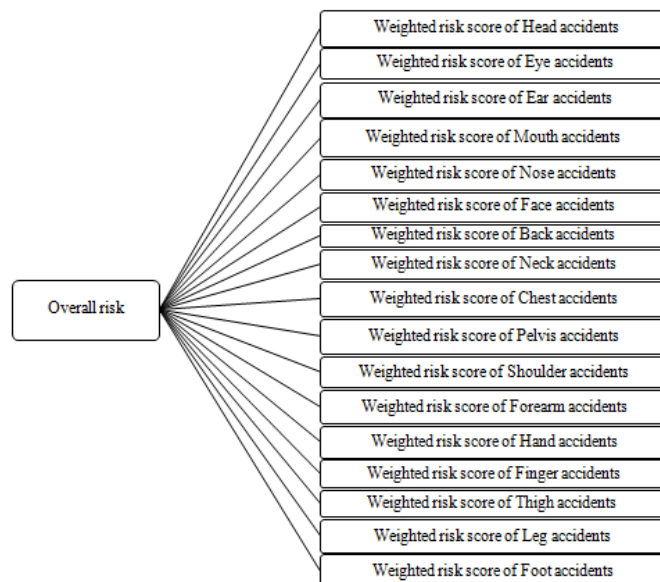 Weighted risk score of Head accidents
Weighted risk score of Eye accidents
Weighted risk score of Ear accidents
Weighted risk score of Mouth accidents
Weighted risk score of Nose accidents
Weighted risk score of Face accidents
Weighted risk score of Back accidents
Weighted risk score of Neck accidents
Overall risk
Weighted risk score of Chest accidents
Weighted risk score of Pelvis accidents
Weighted risk score of Shoulder accidents
Weighted risk score of Forearm accidents
Weighted risk score of Hand accidents
Weighted risk score of Finger accidents
Weighted risk score of Thigh accidents
Weighted risk score of Leg accidents
Weighted risk score of Foot accidents